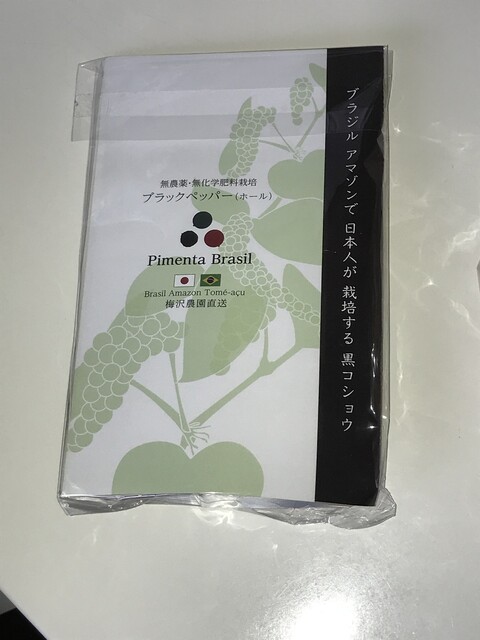 無農薬・無化学肥料栽培
ブラックペッパー(ホール)
Pimenta Brasil
Brasil Amazon Tomé-açu
梅沢農園直送
ブラジル アマゾンで 日本人が 栽培する 黒コショウ